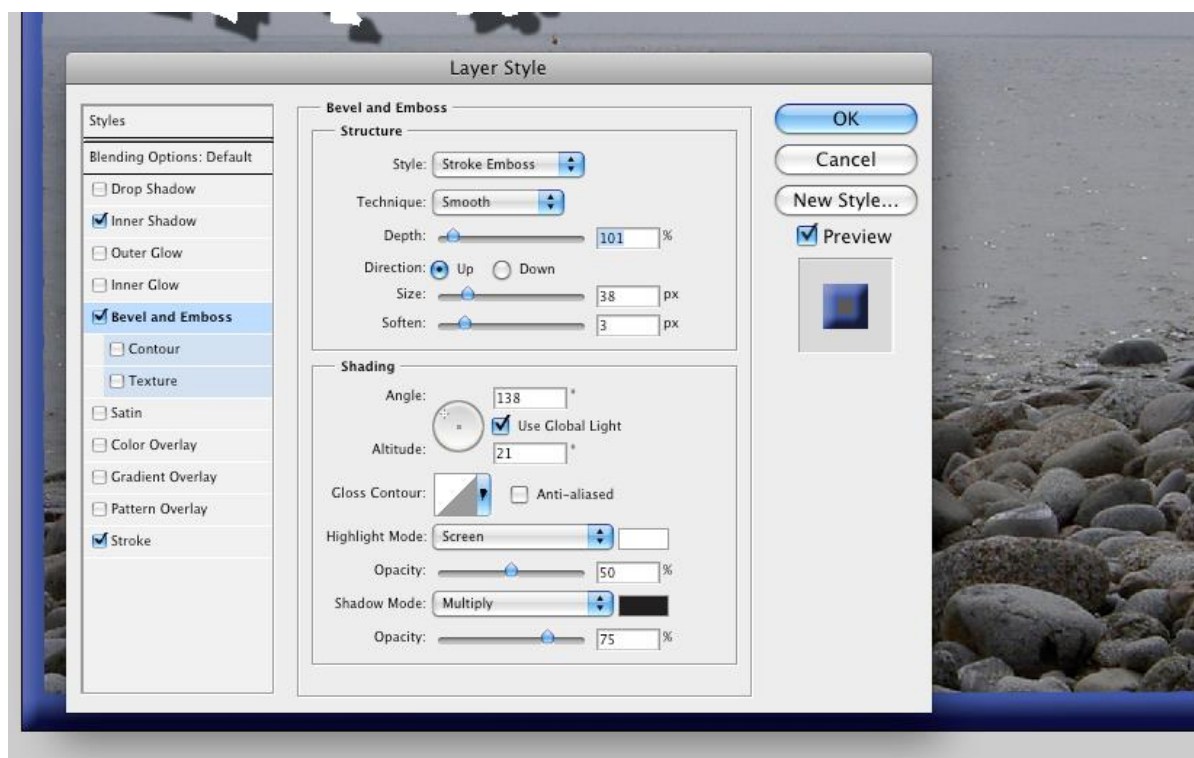 Layer Style
Styles
Blending Options: Default
Drop Shadow
Inner Shadow
Outer Glow
Inner Glow
Bevel and Emboss
Contour
Texture
Satin
Color Overlay
Gradient Overlay
Pattern Overlay
Stroke
Bevel and Emboss
Structure
Style: Stroke Emboss
Technique: Smooth
Depth: 101 %
Direction: Up Down
Size: 38 px
Soften: 3 px
Shading
Angle: 138 °
Use Global Light
Altitude: 21 °
Gloss Contour: Anti-aliased
Highlight Mode: Screen
Opacity: 50 %
Shadow Mode: Multiply
Opacity: 75 %
OK
Cancel
New Style...
Preview